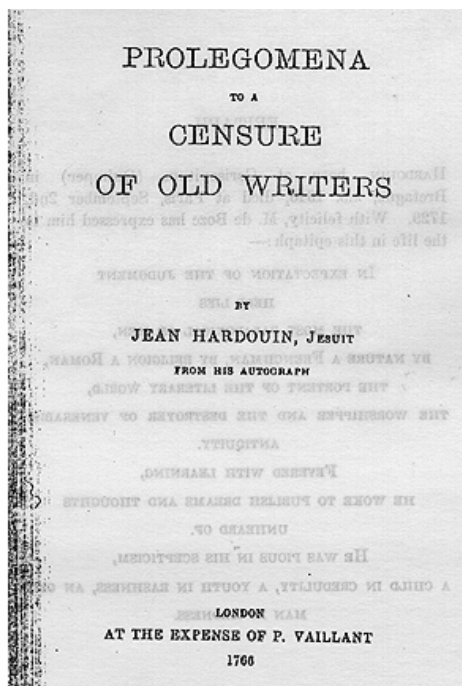 PROLEGOMENA
TO A
CENSURE
OF OLD WRITERS
BY
JEAN HARDOUIN, JESUIT
FROM HIS AUTOGRAPH
LONDON
AT THE EXPENSE OF P. VAILLANT
1766